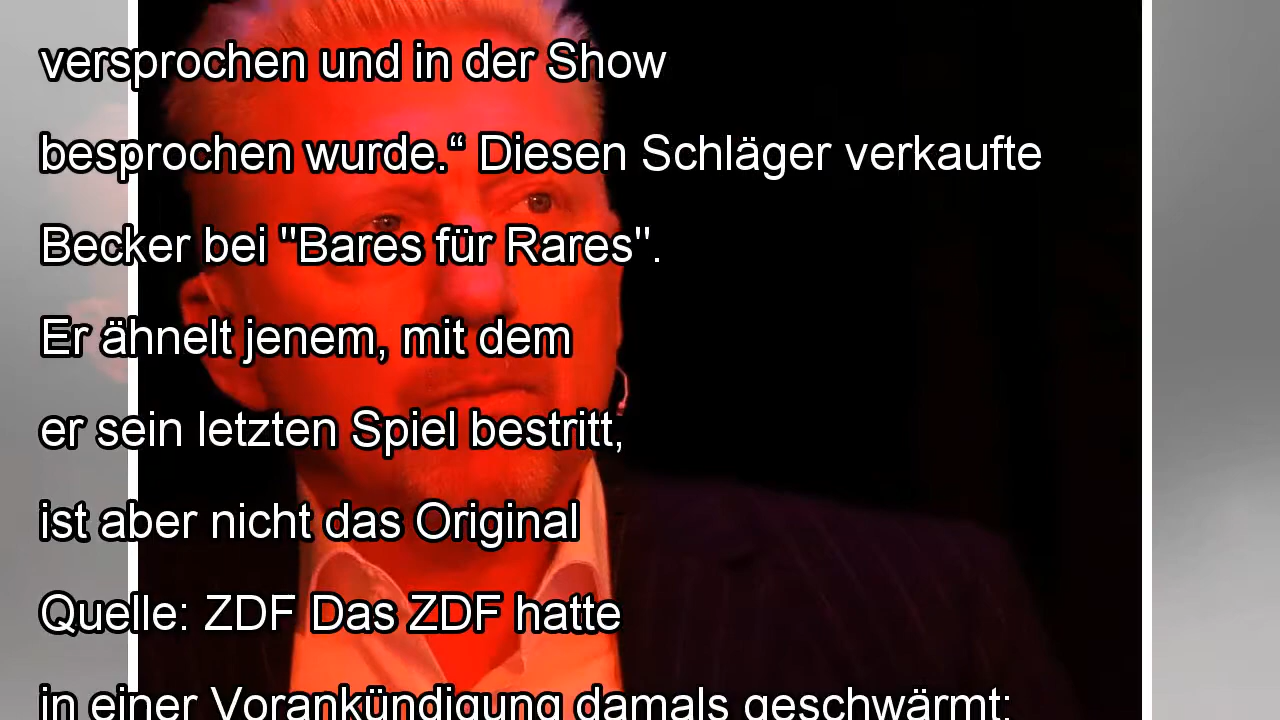 versprochen und in der Show
besprochen wurde.“ Diesen Schläger verkaufte
Becker bei "Bares für Rares".
Er ähnelt jenem, mit dem
er sein letzten Spiel bestritt,
ist aber nicht das Original
Quelle: ZDF Das ZDF hatte
in einer Vorankündigung damals geschwärmt: